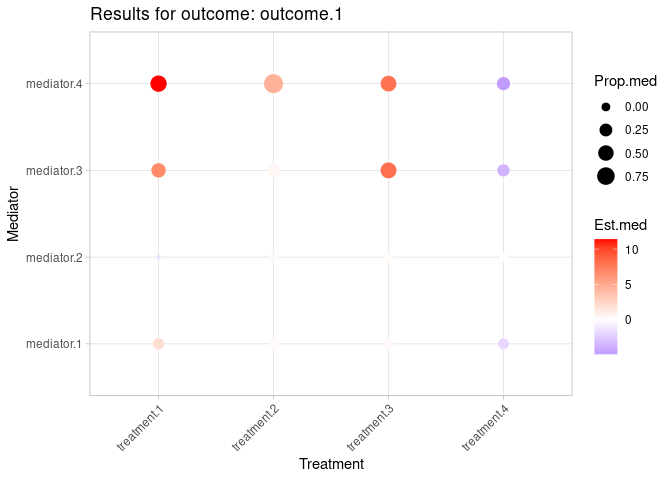 Results for outcome: outcome.1
Mediator
mediator.4
mediator.3
mediator.2
mediator.1
treatment.1
treatment.2
treatment.3
treatment.4
Treatment
Prop.med
0.00
0.25
0.50
0.75
Est.med
10
5
0